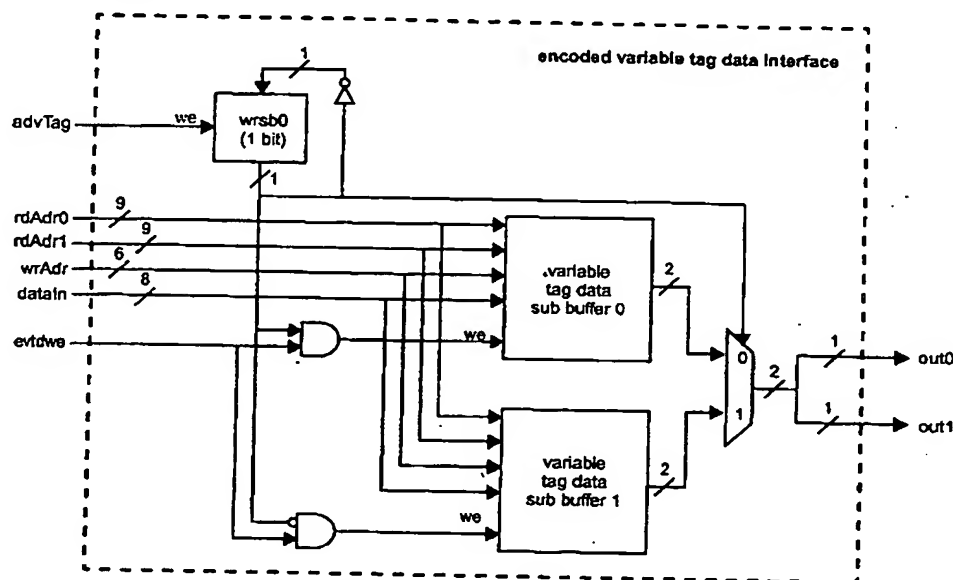 encoded variable tag data interface
1
advTag
we
wrsb0
(1 bit)
1
rdAdr0
9
rdAdr1
9
wrAdr
6
dataIn
8
variable
tag data
sub buffer 0
2
evtdwe
we
0
2
1
out0
1
1
out1
variable
tag data
sub buffer 1
2
we